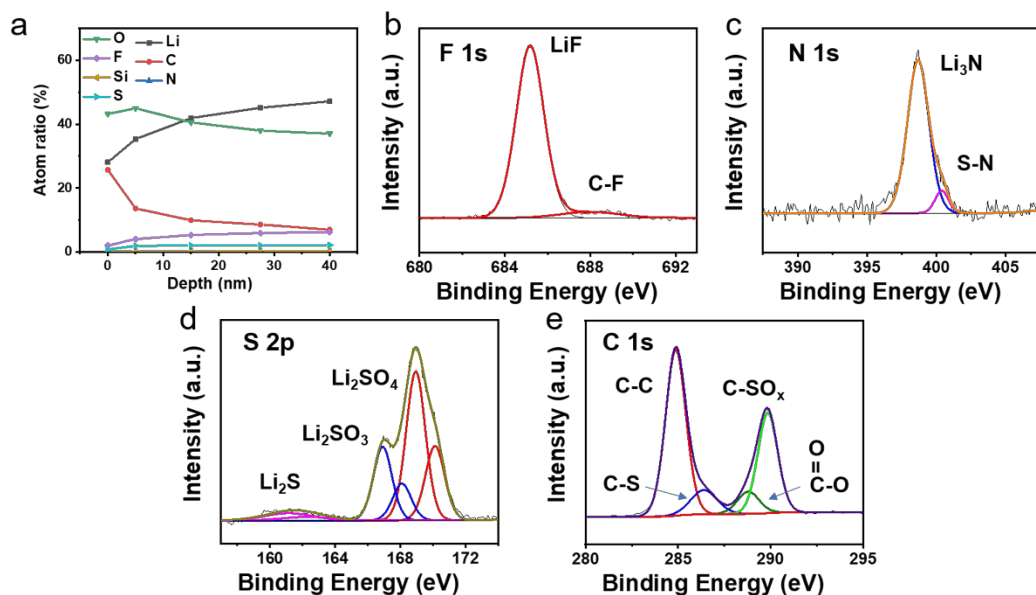 a
O
F
Si
S
Li
C
N
Atom ratio (%)
60
40
20
0
0
10
20
30
40
Depth (nm)
b
F 1s
LiF
C-F
Intensity (a.u.)
680
684
688
692
Binding Energy (eV)
c
N 1s
Li₃N
S-N
Intensity (a.u.)
390
395
400
405
Binding Energy (eV)
d
S 2p
Li₂SO₄
Li₂SO₃
Li₂S
Intensity (a.u.)
160
164
168
172
Binding Energy (eV)
e
C 1s
C-C
C-SOₓ
C-S
O
C-O
Intensity (a.u.)
280
285
290
295
Binding Energy (eV)